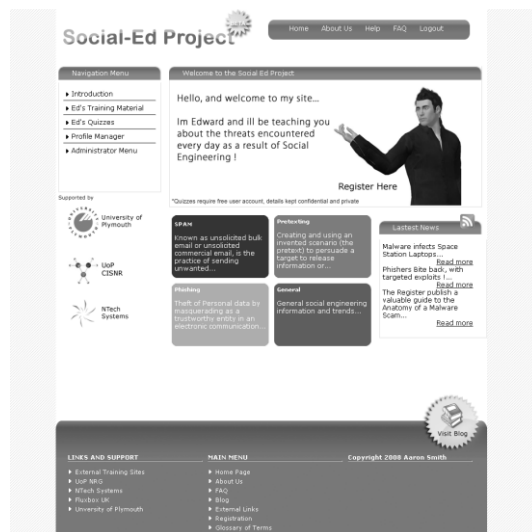 Social-Ed Project
Home About Us Help FAQ Logout
Navigation Menu
Introduction
Ed's Training Material
Ed's Quizzes
Profile Manager
Administrator Menu
Welcome to the Social Ed Project
Hello, and welcome to my site...
Im Edward and ill be teaching you
about the threats encountered
every day as a result of Social
Engineering !
Register Here
*Quizzes require free user account, details kept confidential and private
Supported by
University of
Plymouth
UoP
CISNR
NTech
Systems
SPAM
Known as unsolicited bulk
email or unsolicited
commercial email, is the
practice of sending
unwanted...
Pretexting
Creating and using an
invented scenario (the
pretext) to persuade a
target to release
information or...
Phishing
Theft of Personal data by
masquerading as a
trustworthy entity in an
electronic communication...
General
General social engineering
information and trends...
Lastest News
Malware infects Space
Station Laptops...
Read more
Phishers Bite back, with
targeted exploits !...
Read more
The Register publish a
valuable guide to the
Anatomy of a Malware
Scam...
Read more
Visit Blog
LINKS AND SUPPORT
External Training Sites
UoP NRG
NTech Systems
Fluxbox UK
Unversity of Plymouth
MAIN MENU
Home Page
About Us
FAQ
Blog
External Links
Registration
Glossary of Terms
Copyright 2008 Aaron Smith